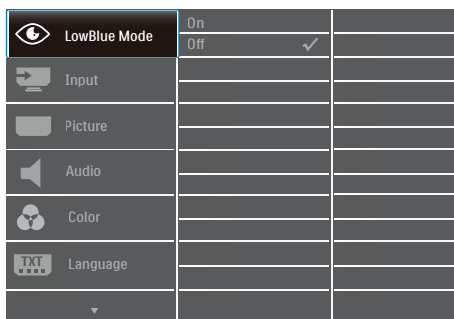 LowBlue Mode
On
Off
Input
Picture
Audio
Color
TXT
Language